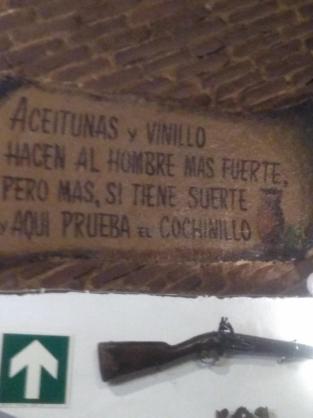 ACEITUNAS y VINILLO
HACEN AL HOMBRE MAS FUERTE,
PERO MAS, SI TIENE SUERTE
y AQUI PRUEBA EL COCHINILLO